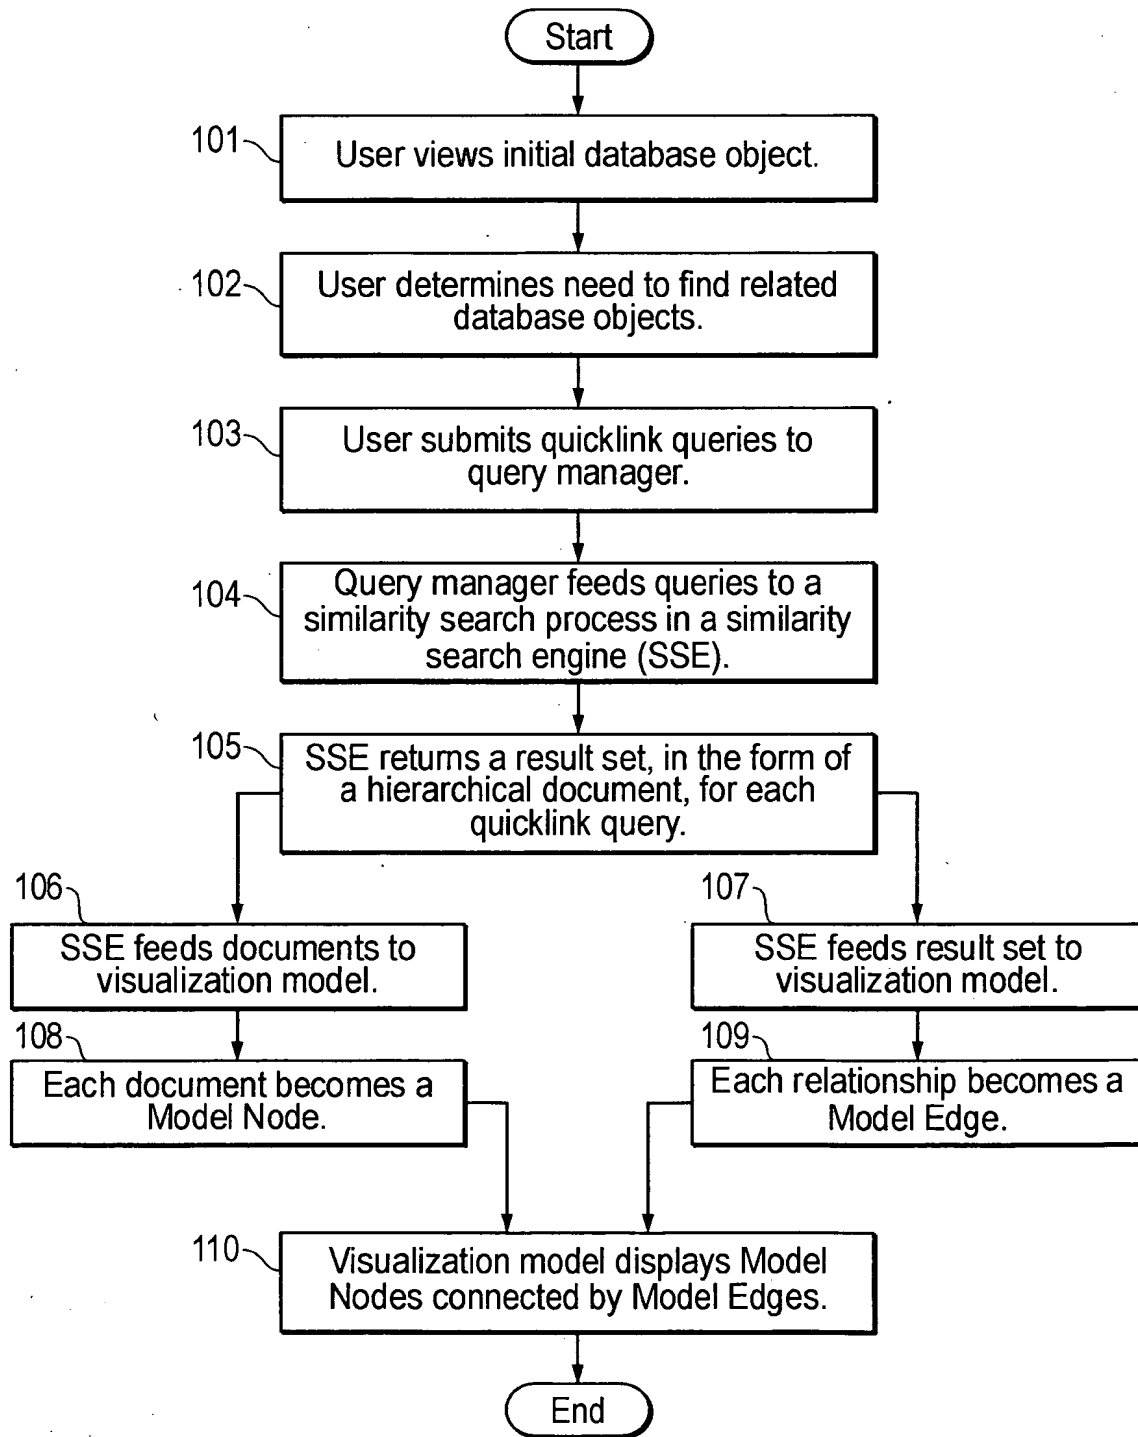 Start
101
User views initial database object.
102
User determines need to find related
database objects.
103
User submits quicklink queries to
query manager.
104
Query manager feeds queries to a
similarity search process in a similarity
search engine (SSE).
105
SSE returns a result set, in the form of
a hierarchical document, for each
quicklink query.
106
SSE feeds documents to
visualization model.
107
SSE feeds result set to
visualization model.
108
Each document becomes a
Model Node.
109
Each relationship becomes a
Model Edge.
110
Visualization model displays Model
Nodes connected by Model Edges.
End